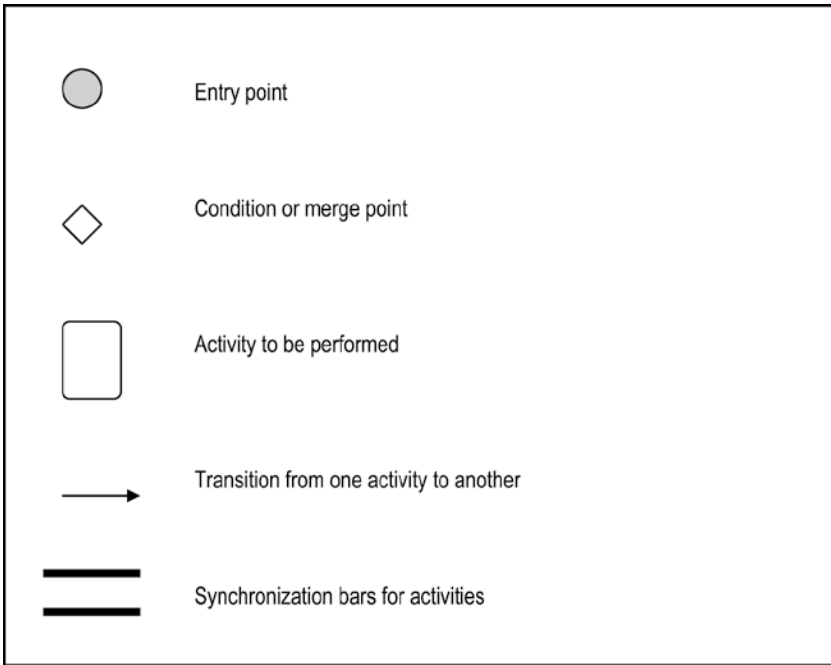 Entry point
Condition or merge point
Activity to be performed
Transition from one activity to another
Synchronization bars for activities